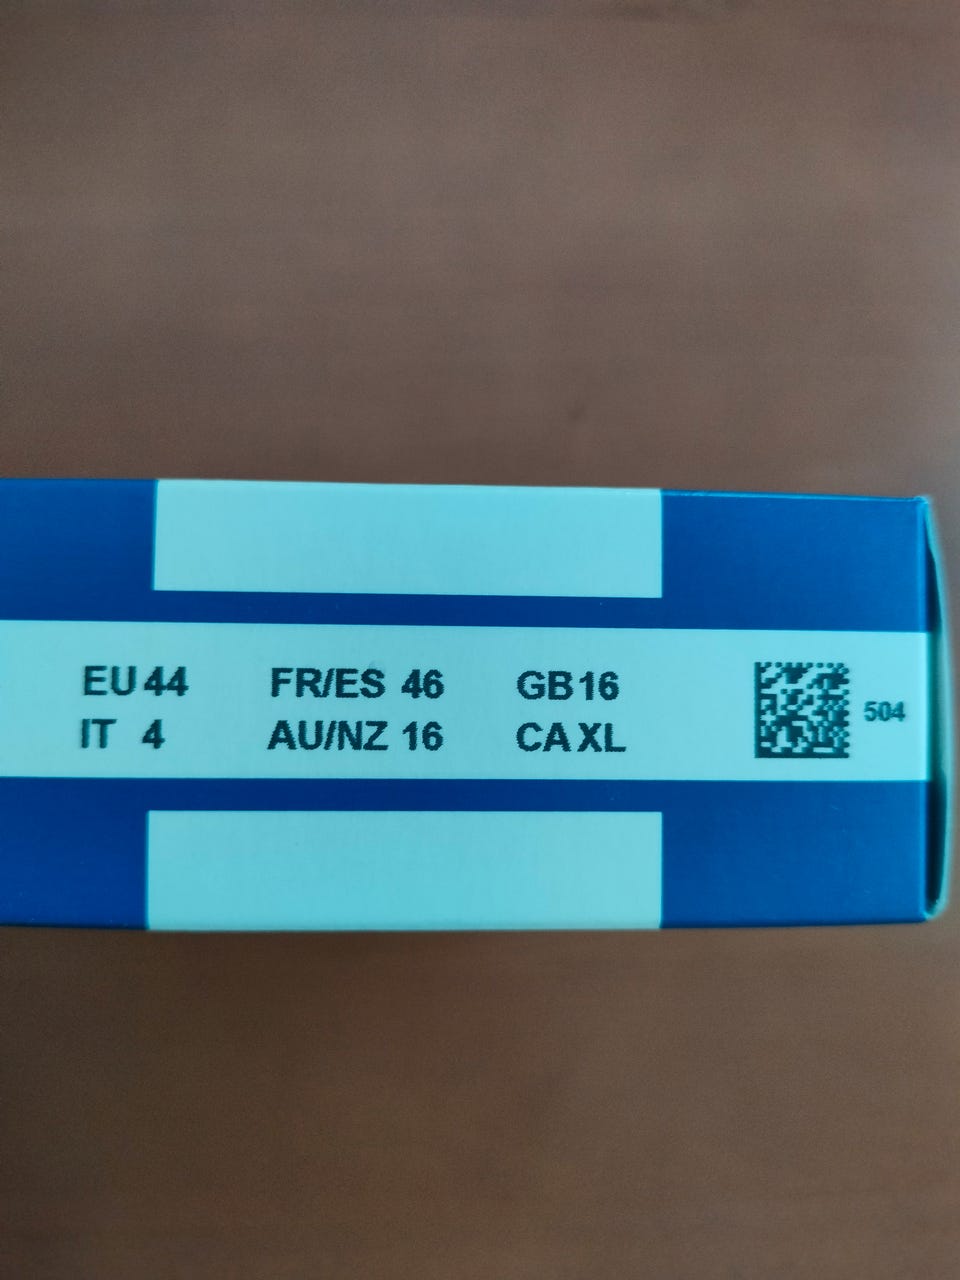 EU 44 FR/ES 46 GB 16
IT 4 AU/NZ 16 CA XL
504